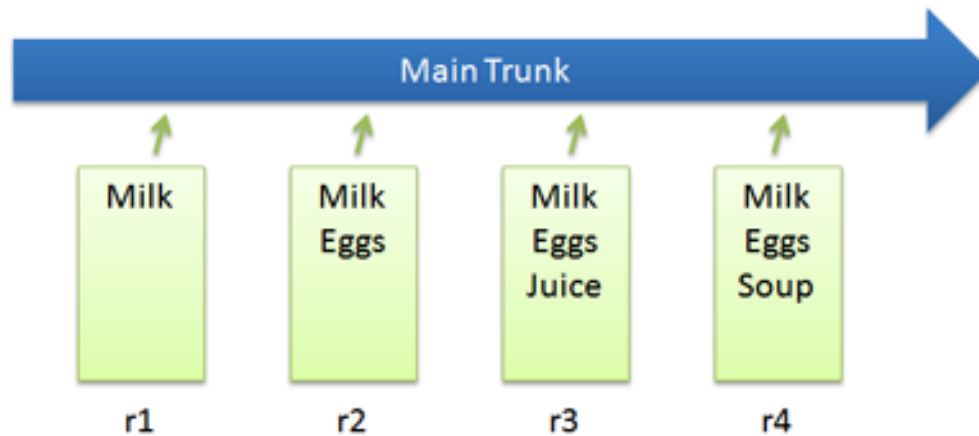 Main Trunk
Milk
Milk
Eggs
Milk
Eggs
Juice
Milk
Eggs
Soup
r1
r2
r3
r4